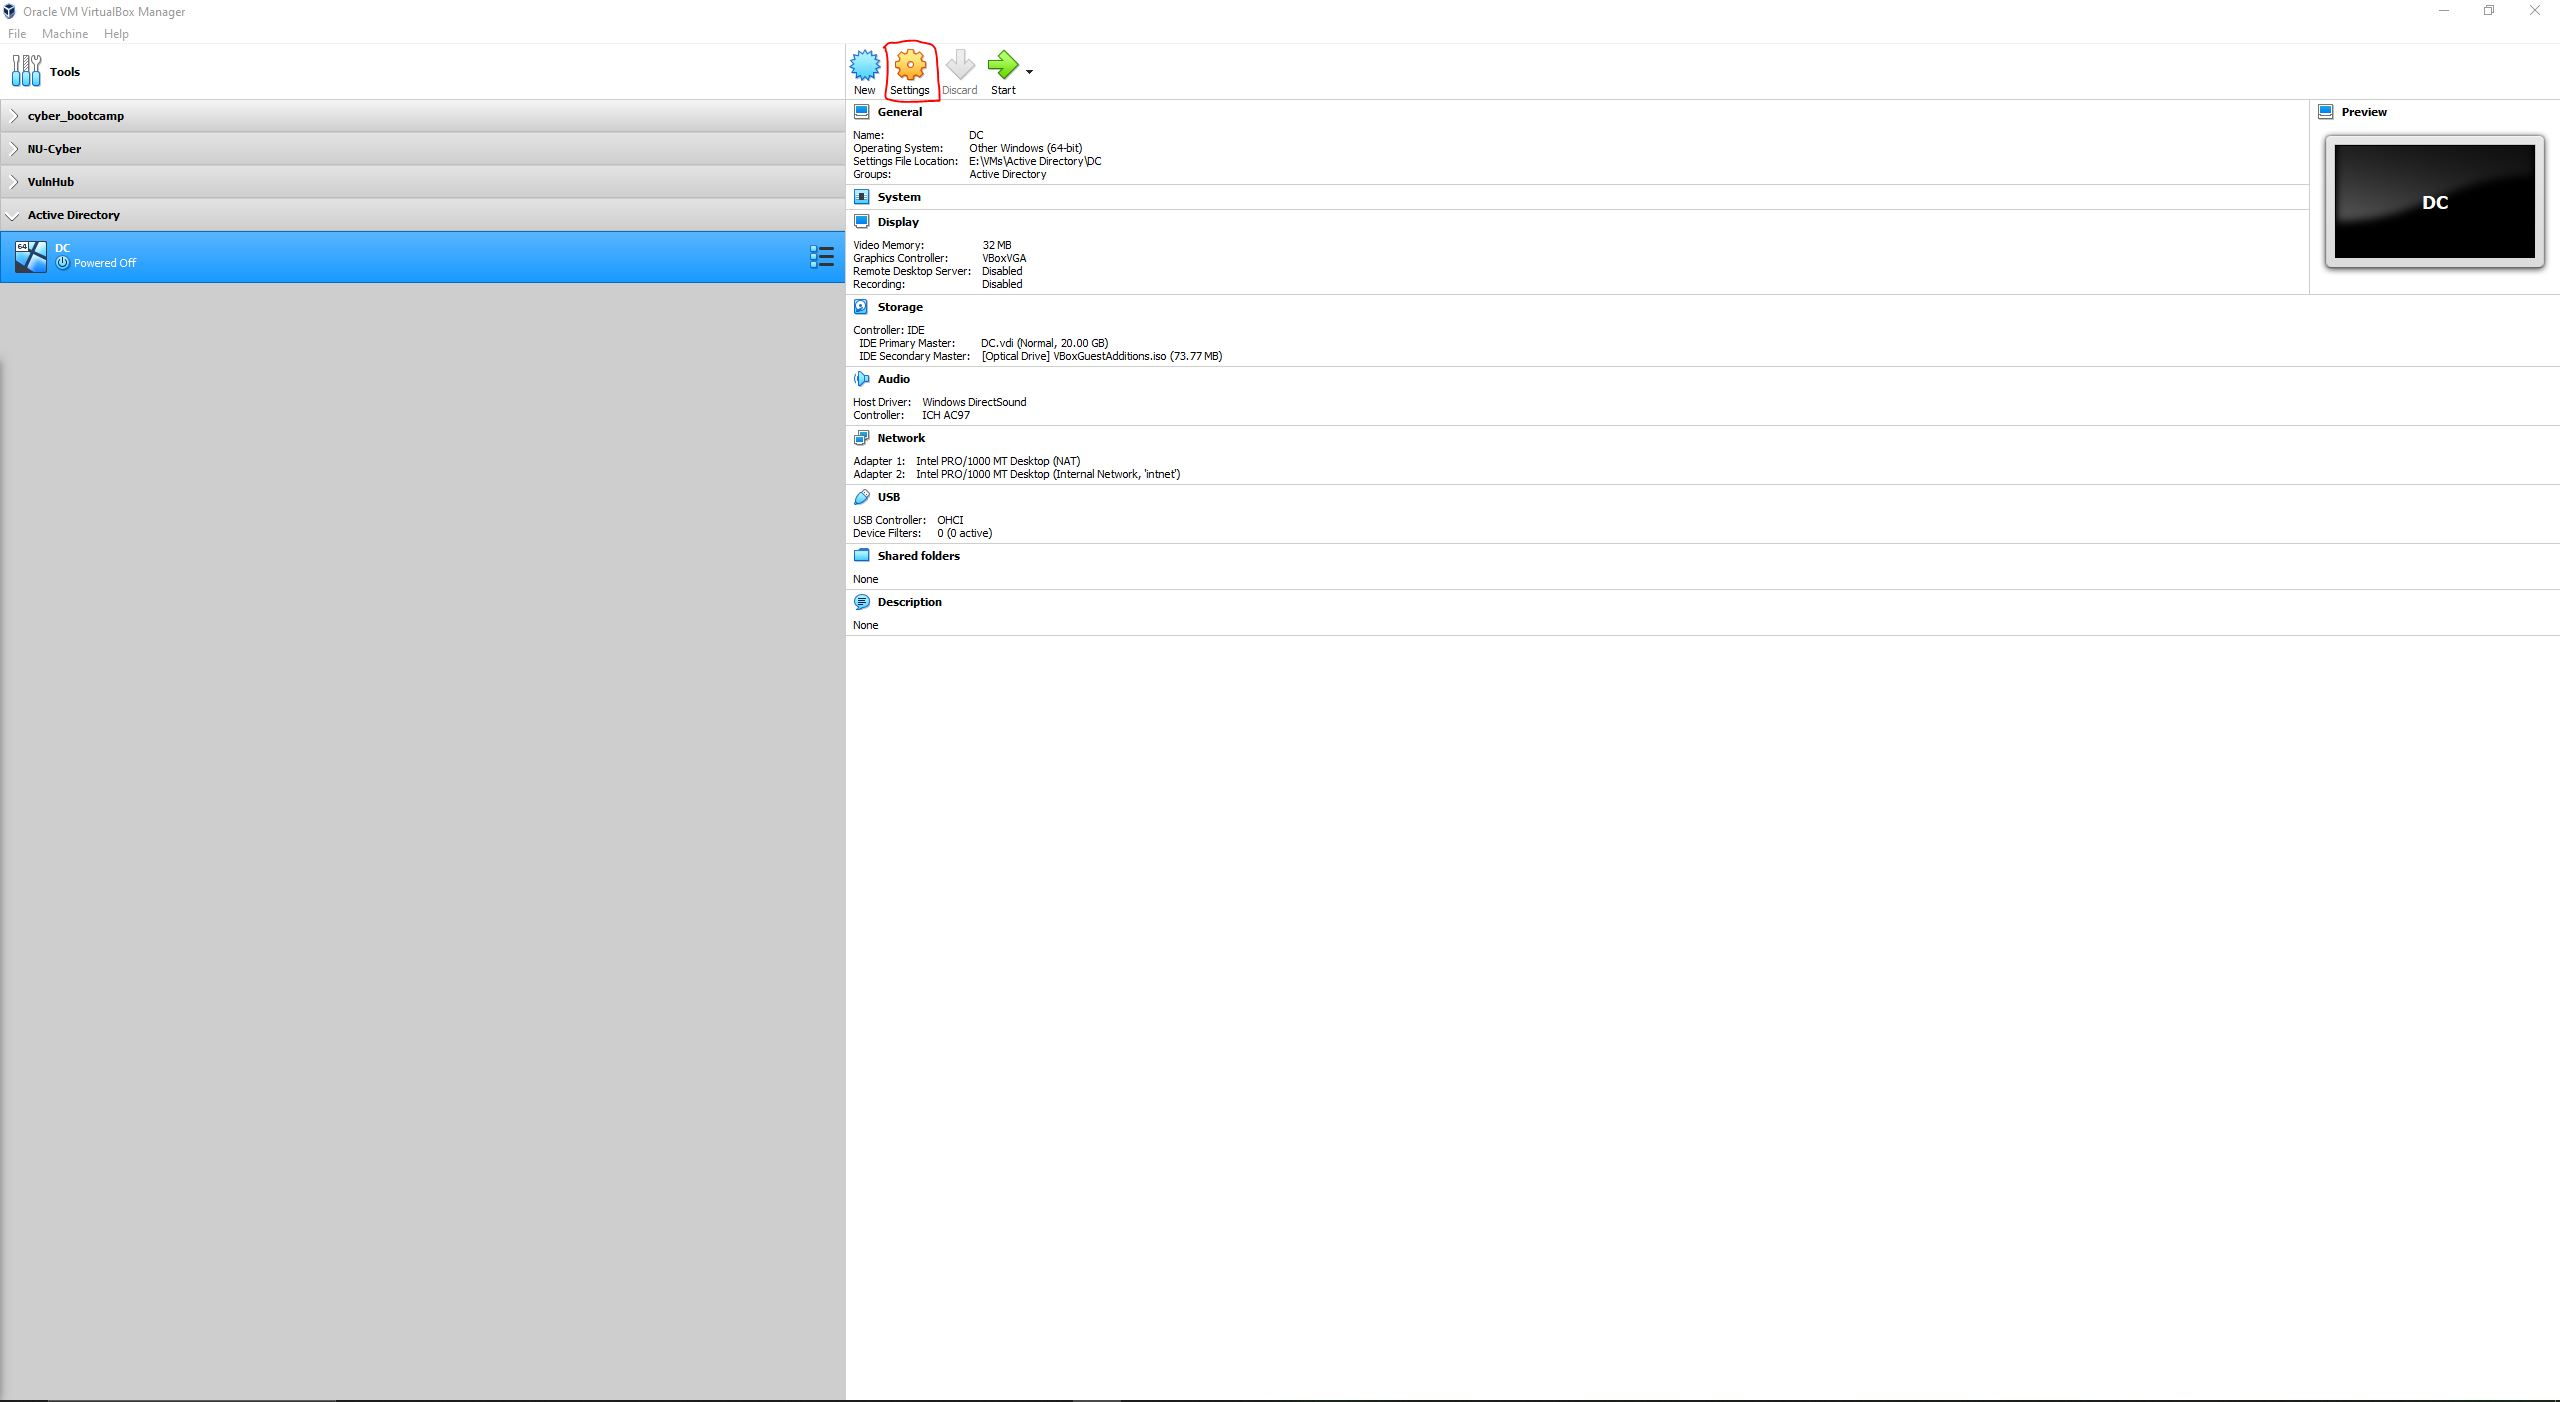 Oracle VM VirtualBox Manager
File Machine Help
Tools
New Settings Discard Start
cyber_bootcamp
NU-Cyber
VulnHub
Active Directory
64 DC
Powered Off
General
Name: DC
Operating System: Other Windows (64-bit)
Settings File Location: E:\VMs\Active Directory\DC
Groups: Active Directory
System
Display
Video Memory: 32 MB
Graphics Controller: VBoxVGA
Remote Desktop Server: Disabled
Recording: Disabled
Storage
Controller: IDE
IDE Primary Master: DC.vdi (Normal, 20.00 GB)
IDE Secondary Master: [Optical Drive] VBoxGuestAdditions.iso (73.77 MB)
Audio
Host Driver: Windows DirectSound
Controller: ICH AC97
Network
Adapter 1: Intel PRO/1000 MT Desktop (NAT)
Adapter 2: Intel PRO/1000 MT Desktop (Internal Network, 'intnet')
USB
USB Controller: OHCI
Device Filters: 0 (0 active)
Shared folders
None
Description
None
Preview
DC